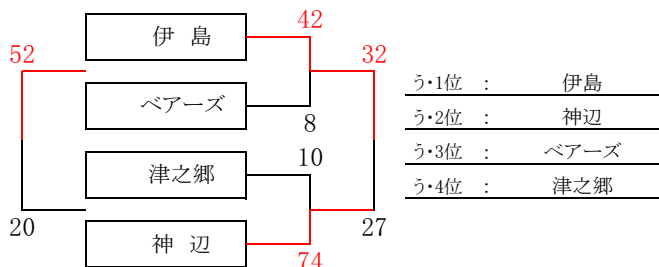 42
伊 島
52
32
う・1位 : 伊島
ベアーズ
う・2位 : 神辺
8
10
う・3位 : ベアーズ
津之郷
う・4位 : 津之郷
20
27
神 辺
74